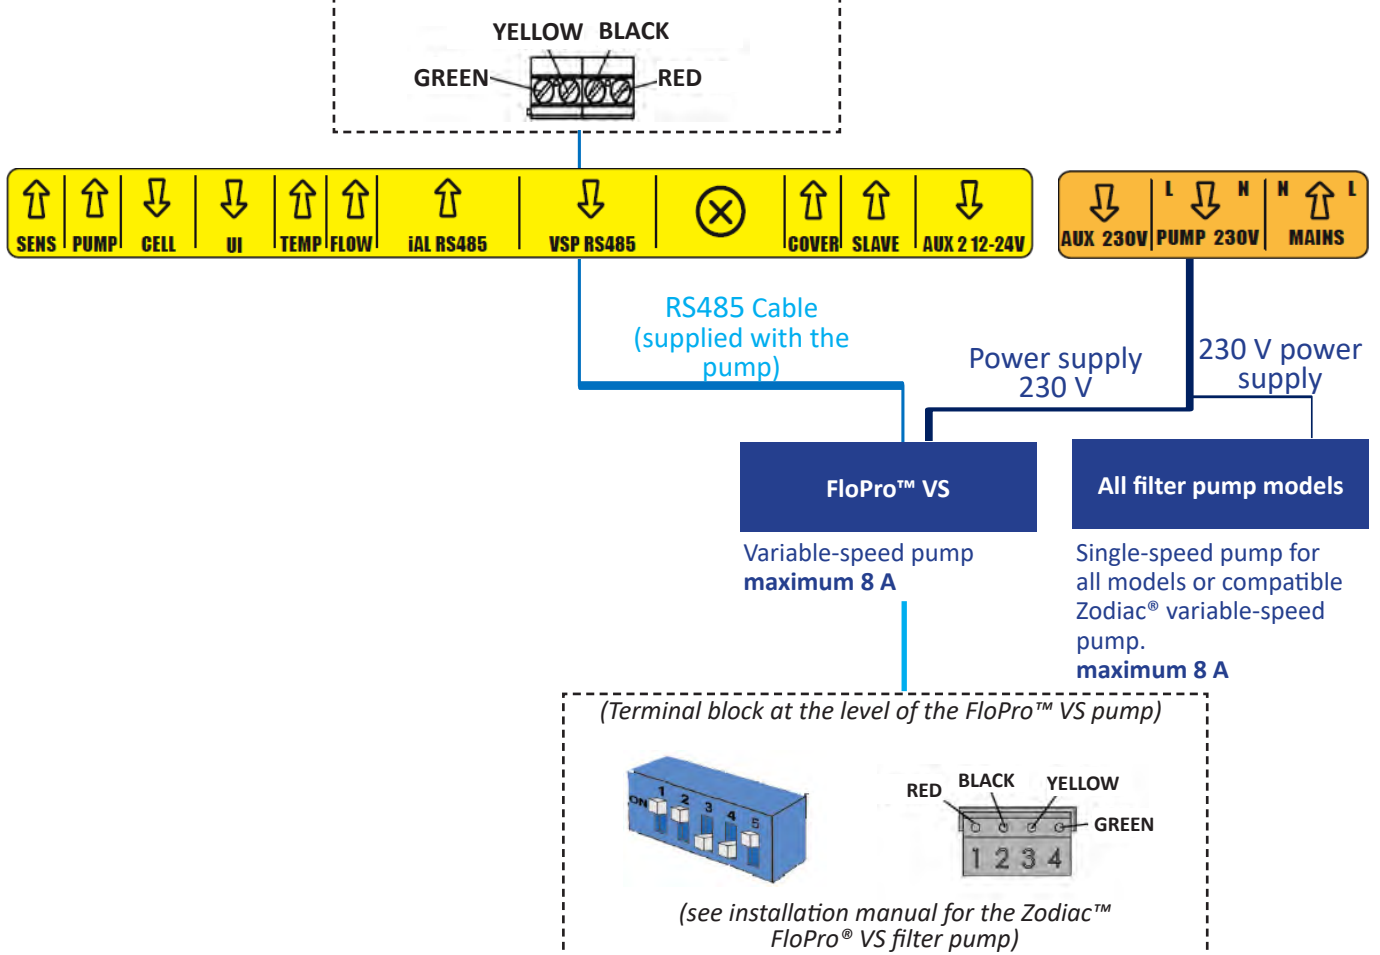 YELLOW BLACK
GREEN RED
SENS PUMP CELL UI TEMP FLOW iAL RS485 VSP RS485 COVER SLAVE AUX 2 12-24V
L N N L
AUX 230V PUMP 230V MAINS
RS485 Cable
(supplied with the
pump)
Power supply
230 V
230 V power
supply
FloPro™ VS
All filter pump models
Variable-speed pump
maximum 8 A
Single-speed pump for
all models or compatible
Zodiac® variable-speed
pump.
maximum 8 A
(Terminal block at the level of the FloPro™ VS pump)
ON 1 2 3 4 5
RED BLACK YELLOW
GREEN
1 2 3 4
(see installation manual for the Zodiac™
FloPro® VS filter pump)